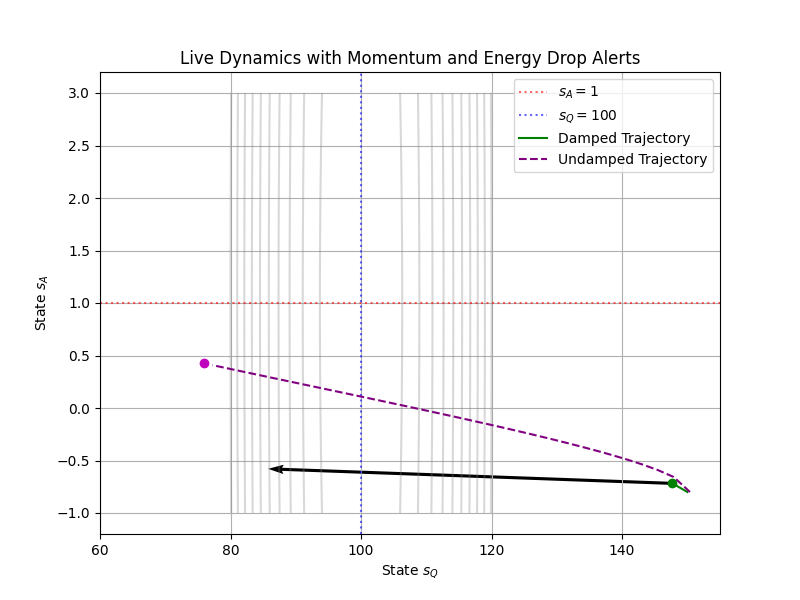 Live Dynamics with Momentum and Energy Drop Alerts
3.0
2.5
2.0
1.5
1.0
0.5
0.0
−0.5
−1.0
State s_A
s_A = 1
s_Q = 100
Damped Trajectory
Undamped Trajectory
60
80
100
120
140
State s_Q